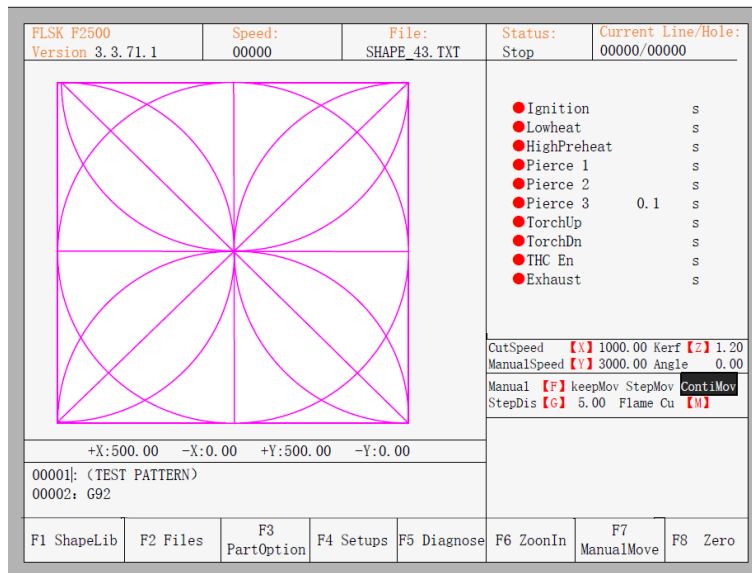 FLSK F2500
Version 3.3.71.1
Speed:
00000
File:
SHAPE_43.TXT
Status:
Stop
Current Line/Hole:
00000/00000
Ignition s
Lowheat s
HighPreheat s
Pierce 1 s
Pierce 2 s
Pierce 3 0.1 s
TorchUp s
TorchDn s
THC En s
Exhaust s
CutSpeed 【X】 1000.00 Kerf【Z】 1.20
ManualSpeed【Y】 3000.00 Angle 0.00
Manual 【F】 keepMov StepMov ContiMov
StepDis【G】 5.00 Flame Cu 【M】
+X:500.00 -X:0.00 +Y:500.00 -Y:0.00
00001: (TEST PATTERN)
00002: G92
F1 ShapeLib
F2 Files
F3
PartOption
F4 Setups
F5 Diagnose
F6 ZoonIn
F7
ManualMove
F8 Zero